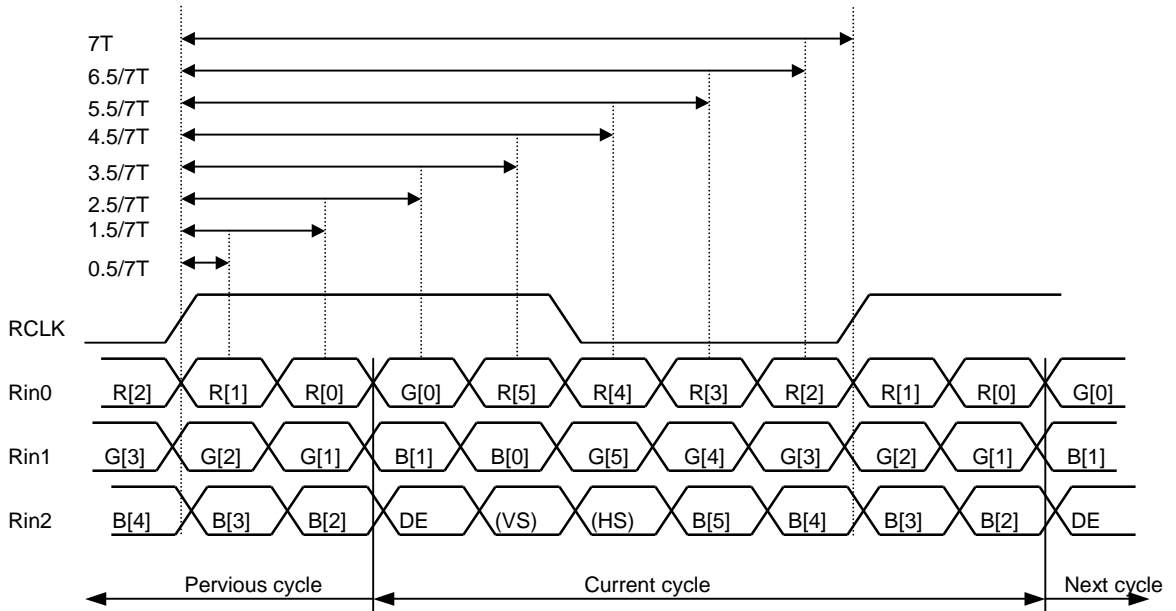 7T
6.5/7T
5.5/7T
4.5/7T
3.5/7T
2.5/7T
1.5/7T
0.5/7T
RCLK
Rin0 R[2] R[1] R[0] G[0] R[5] R[4] R[3] R[2] R[1] R[0] G[0]
Rin1 G[3] G[2] G[1] B[1] B[0] G[5] G[4] G[3] G[2] G[1] B[1]
Rin2 B[4] B[3] B[2] DE (VS) (HS) B[5] B[4] B[3] B[2] DE
Pervious cycle Current cycle Next cycle